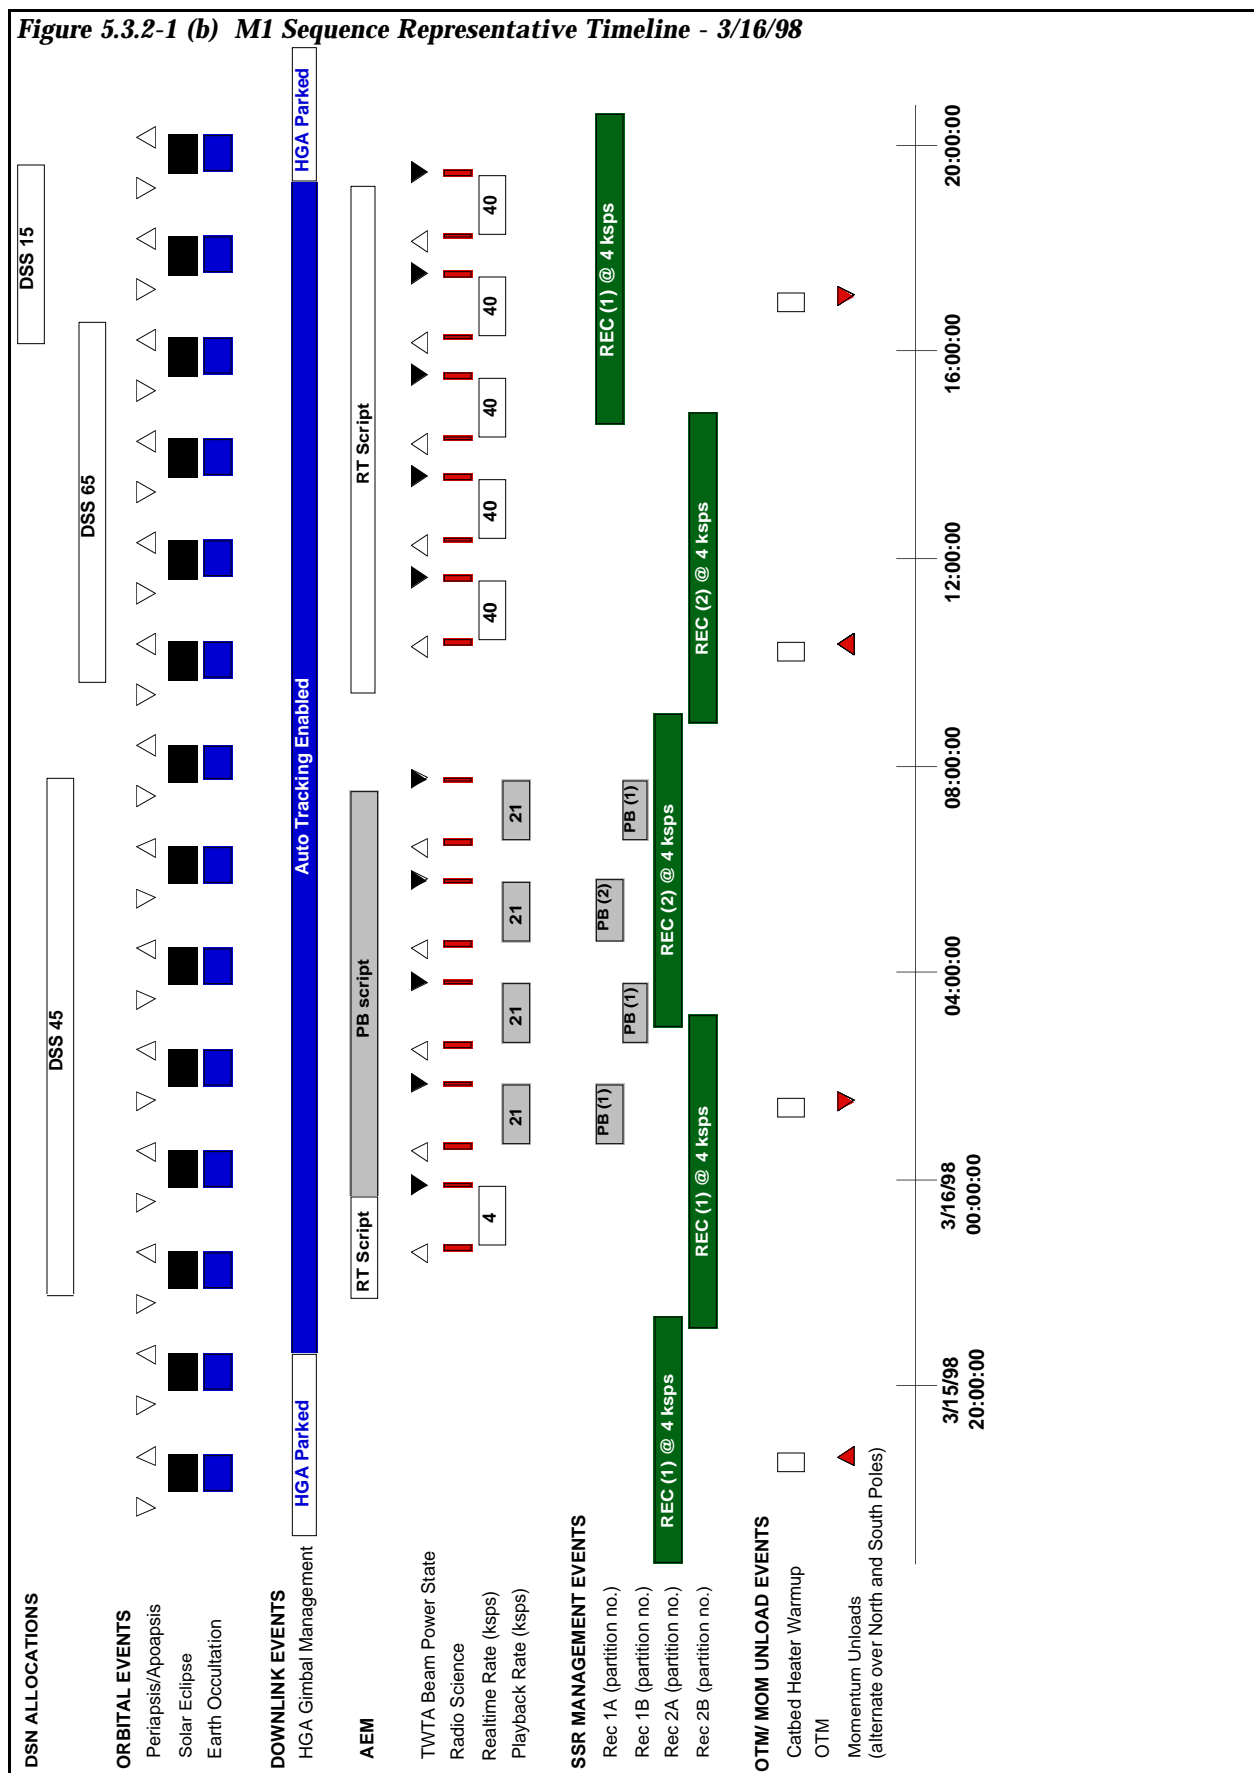 Figure 5.3.2-1 (b) M1 Sequence Representative Timeline - 3/16/98
DSN ALLOCATIONS
DSS 15
DSS 45
DSS 65
ORBITAL EVENTS
Periapsis/Apoapsis
Solar Eclipse
Earth Occultation
DOWNLINK EVENTS
HGA Gimbal Management
HGA Parked
Auto Tracking Enabled
HGA Parked
AEM
RT Script
PB script
RT Script
TWTA Beam Power State
Radio Science
Realtime Rate (ksps)
4
40
40
40
40
40
Playback Rate (ksps)
21
21
21
21
SSR MANAGEMENT EVENTS
Rec 1A (partition no.)
PB (1)
PB (2)
REC (1) @ 4 ksps
Rec 1B (partition no.)
PB (1)
PB (1)
Rec 2A (partition no.)
REC (1) @ 4 ksps
REC (2) @ 4 ksps
Rec 2B (partition no.)
REC (1) @ 4 ksps
REC (2) @ 4 ksps
OTM/ MOM UNLOAD EVENTS
Catbed Heater Warmup
OTM
Momentum Unloads
(alternate over North and South Poles)
3/15/98
20:00:00
3/16/98
00:00:00
04:00:00
08:00:00
12:00:00
16:00:00
20:00:00